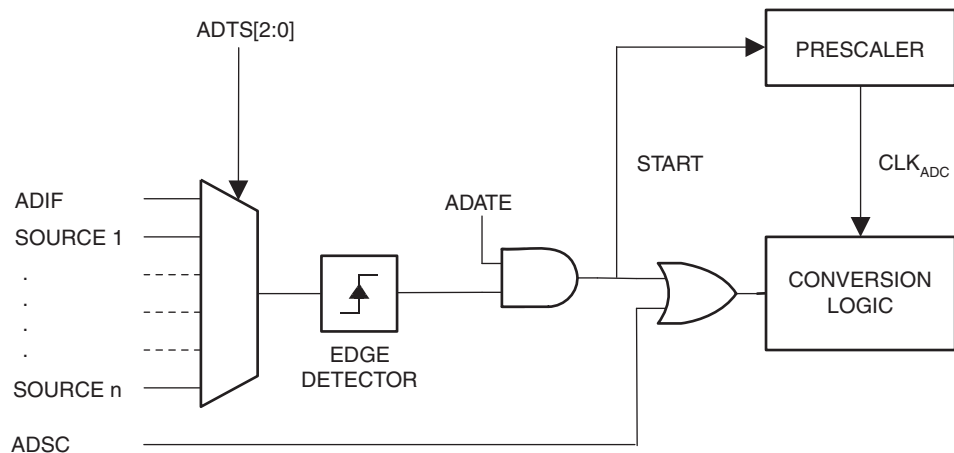 ADTS[2:0]
PRESCALER
START
CLKADC
ADIF
SOURCE 1
.
.
.
.
ADATE
CONVERSION
LOGIC
EDGE
DETECTOR
SOURCE n
ADSC